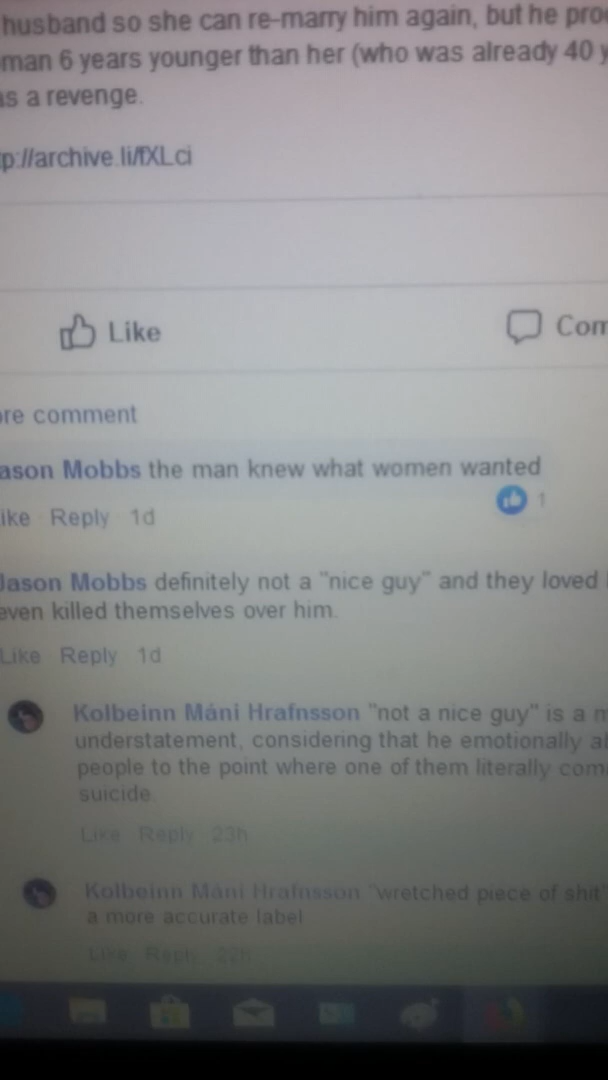 husband so she can re-marry him again, but he pro
man 6 years younger than her (who was already 40 y
as a revenge.
p://archive.li/fXLci
Like
Com
re comment
ason Mobbs the man knew what women wanted
1
ike Reply 1d
Jason Mobbs definitely not a "nice guy" and they loved
even killed themselves over him.
Like Reply 1d
Kolbeinn Máni Hrafnsson "not a nice guy" is a m
understatement, considering that he emotionally ab
people to the point where one of them literally com
suicide.
Like Reply 23h
Kolbeinn Máni Hrafnsson "wretched piece of shit"
a more accurate label
Like Reply 22h